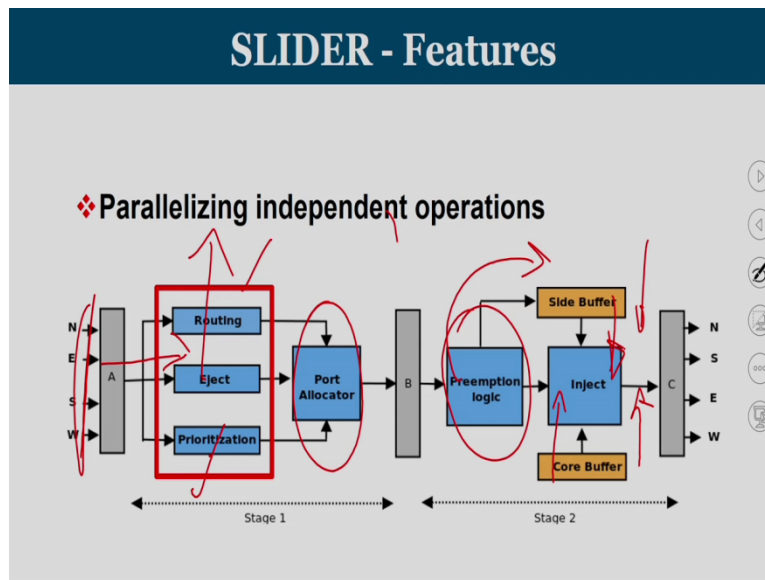 SLIDER - Features
❖Parallelizing independent operations
N
E
S
W
A
Routing
Eject
Prioritization
Port
Allocator
B
Preemption
logic
Side Buffer
Inject
Core Buffer
C
N
S
E
W
Stage 1
Stage 2